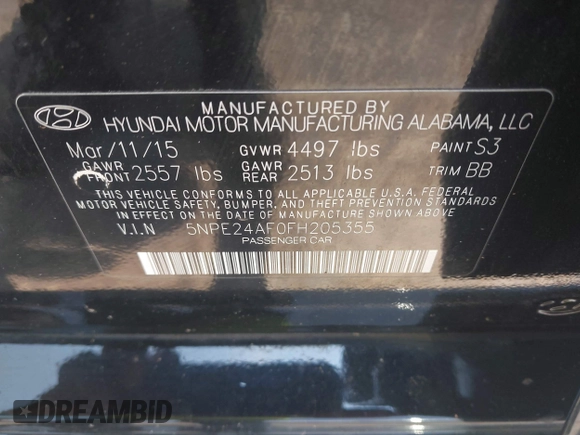 MANUFACTURED BY
HYUNDAI MOTOR MANUFACTURING ALABAMA, LLC
Mar/11/15 GVWR 4497 lbs PAINT S3
GAWR FRONT 2557 lbs GAWR REAR 2513 lbs TRIM BB
THIS VEHICLE CONFORMS TO ALL APPLICABLE U.S.A. FEDERAL
MOTOR VEHICLE SAFETY, BUMPER, AND THEFT PREVENTION STANDARDS
IN EFFECT ON THE DATE OF MANUFACTURE SHOWN ABOVE
V.I.N 5NPE24AF0FH205355
PASSENGER CAR
DREAMBID